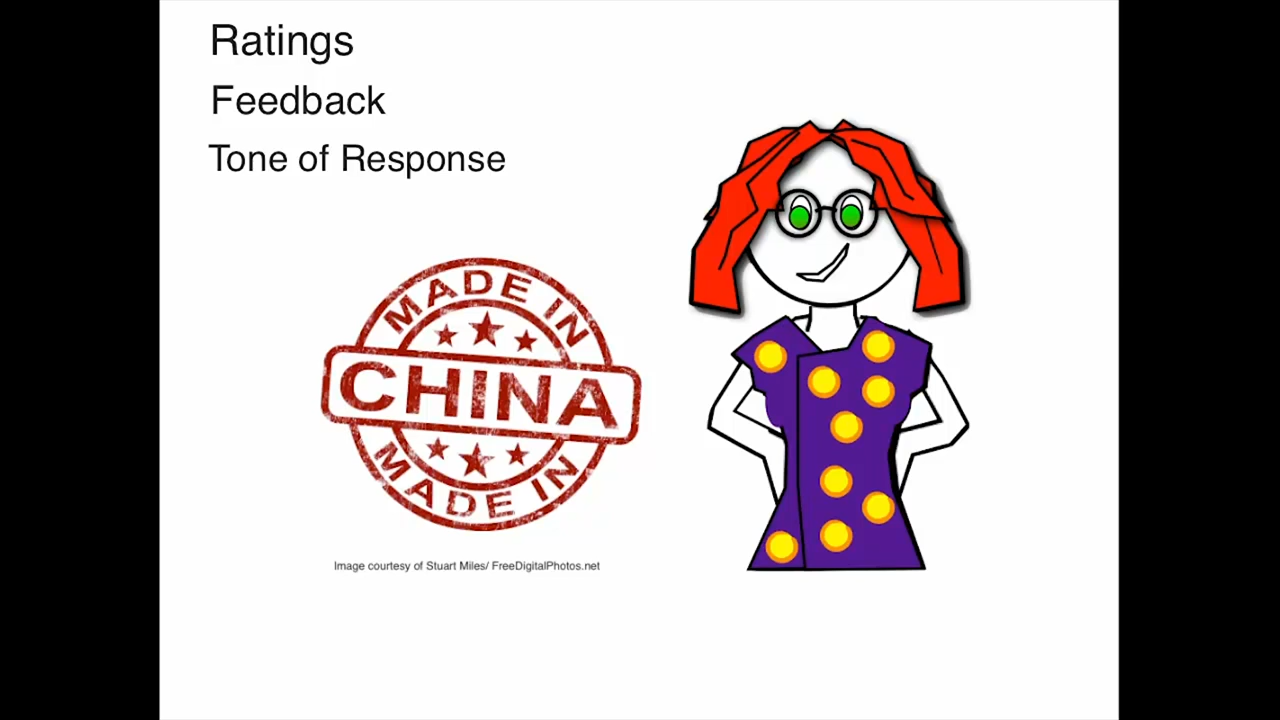 Ratings
Feedback
Tone of Response
MADE IN
CHINA
MADE IN
Image courtesy of Stuart Miles/ FreeDigitalPhotos.net